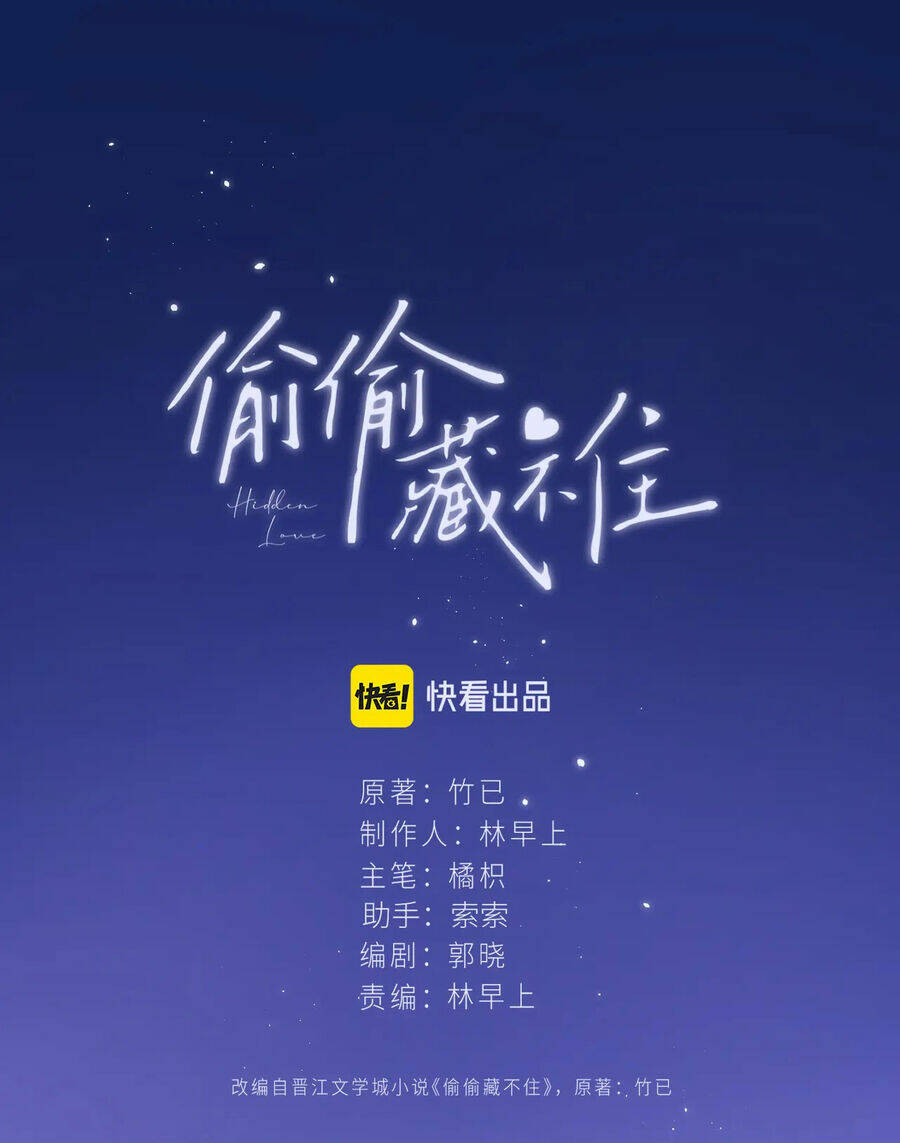 偷偷
藏不住
Hidden
Love
快看! 快看出品
原著：竹已
制作人：林早上
主笔：橘枳
助手：索索
编剧：郭晓
责编：林早上
改编自晋江文学城小说《偷偷藏不住》，原著：竹已